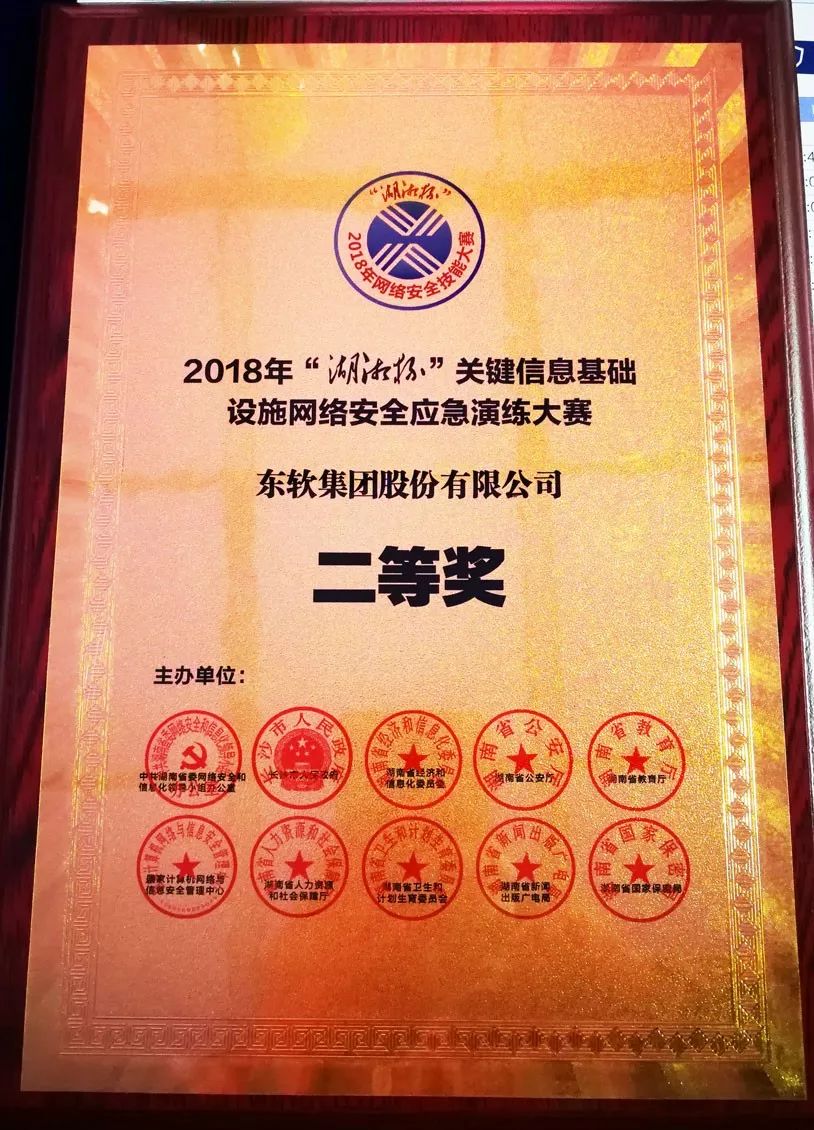 “湖湘杯”
2018年网络安全技能大赛
2018年“湖湘杯”关键信息基础
设施网络安全应急演练大赛
东软集团股份有限公司
二等奖
主办单位：
中共湖南省委网络安全和
信息化领导小组办公室
长沙市人民政府
湖南省经济和
信息化委员会
湖南省公安厅
湖南省教育厅
国家计算机网络与
信息安全管理中心
湖南省人力资源
和社会保障厅
湖南省卫生和
计划生育委员会
湖南省新闻
出版广电局
湖南省国家保密局